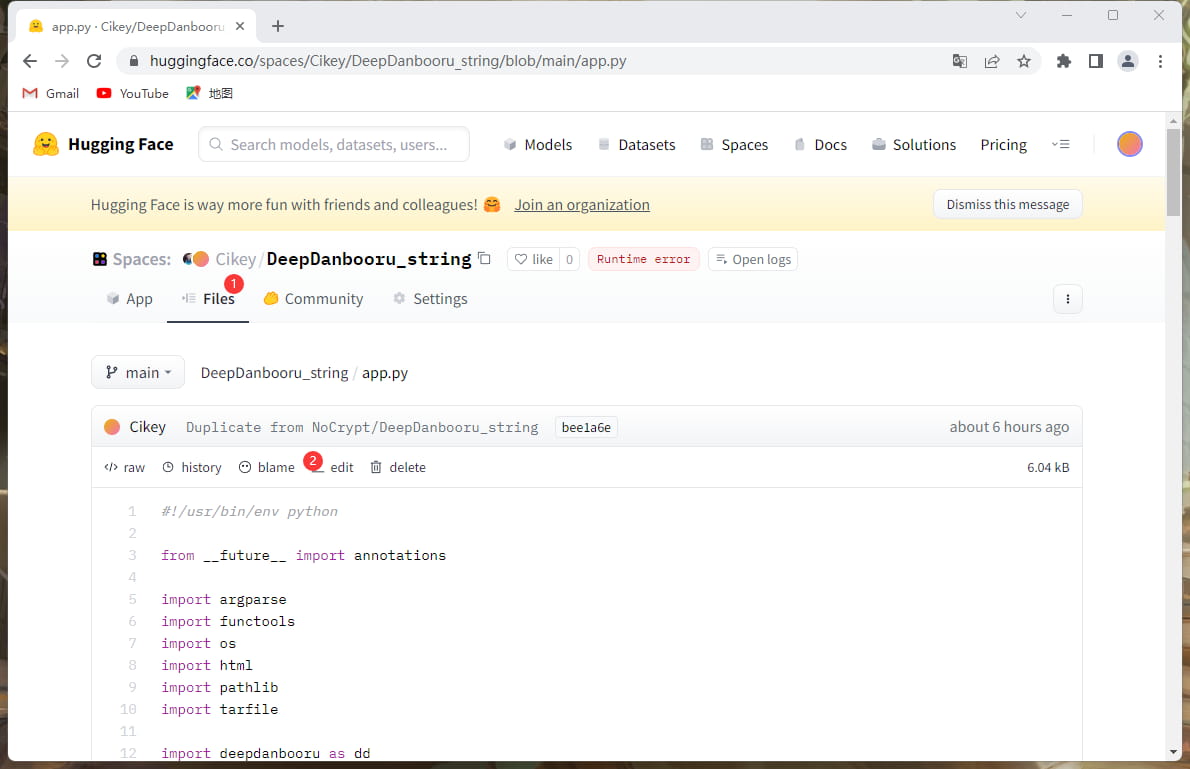 app.py · Cikey/DeepDanbooru
huggingface.co/spaces/Cikey/DeepDanbooru_string/blob/main/app.py
Gmail YouTube 地图
Hugging Face Search models, datasets, users... Models Datasets Spaces Docs Solutions Pricing
Hugging Face is way more fun with friends and colleagues! 🤗 Join an organization Dismiss this message
Spaces: Cikey/DeepDanbooru_string like 0 Runtime error Open logs
1
App Files Community Settings
main DeepDanbooru_string / app.py
Cikey Duplicate from NoCrypt/DeepDanbooru_string bee1a6e about 6 hours ago
raw history blame 2 edit delete 6.04 kB
1 #!/usr/bin/env python
2
3 from __future__ import annotations
4
5 import argparse
6 import functools
7 import os
8 import html
9 import pathlib
10 import tarfile
11
12 import deepdanbooru as dd